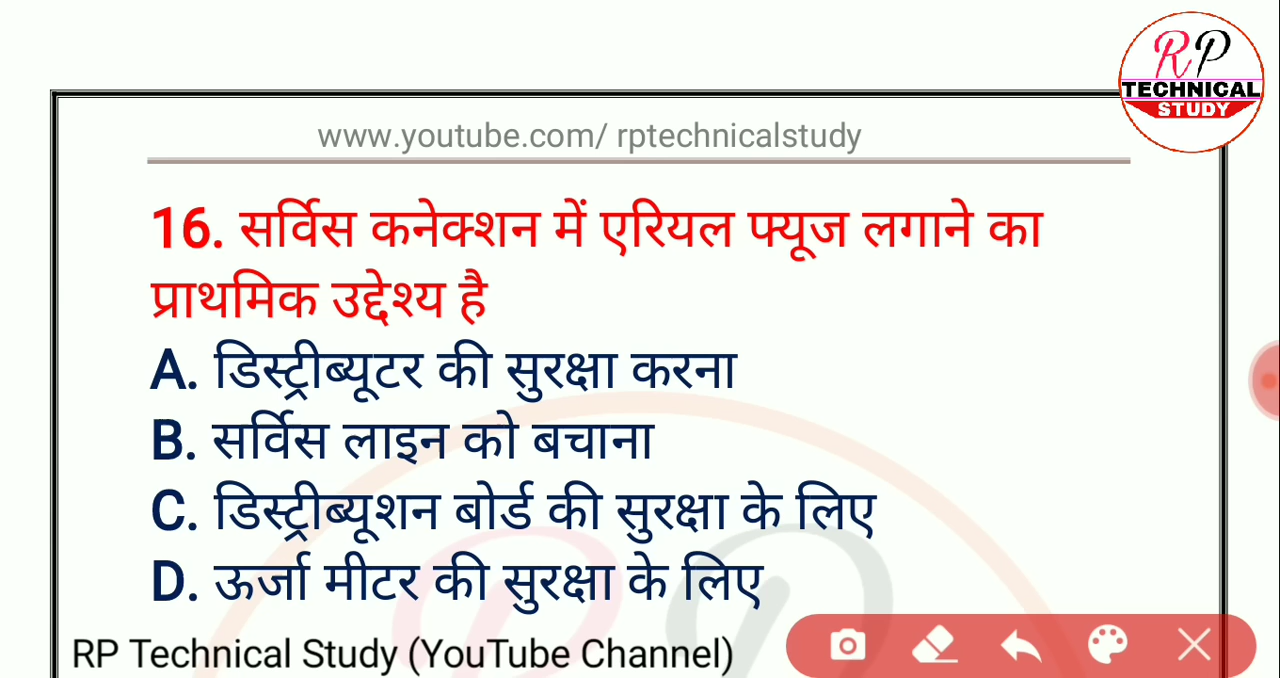 RP
TECHNICAL
STUDY
www.youtube.com/ rptechnicalstudy
16. सर्विस कनेक्शन में एरियल फ्यूज लगाने का
प्राथमिक उद्देश्य है
A. डिस्ट्रीब्यूटर की सुरक्षा करना
B. सर्विस लाइन को बचाना
C. डिस्ट्रीब्यूशन बोर्ड की सुरक्षा के लिए
D. ऊर्जा मीटर की सुरक्षा के लिए
RP Technical Study (YouTube Channel)